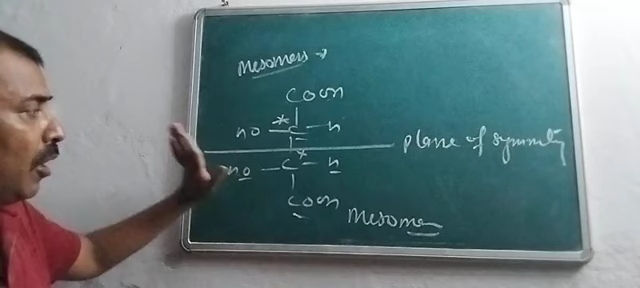 Mesomers →
COOH
HO * C H
plane of symmetry
HO C * H
COOH
Mesomer